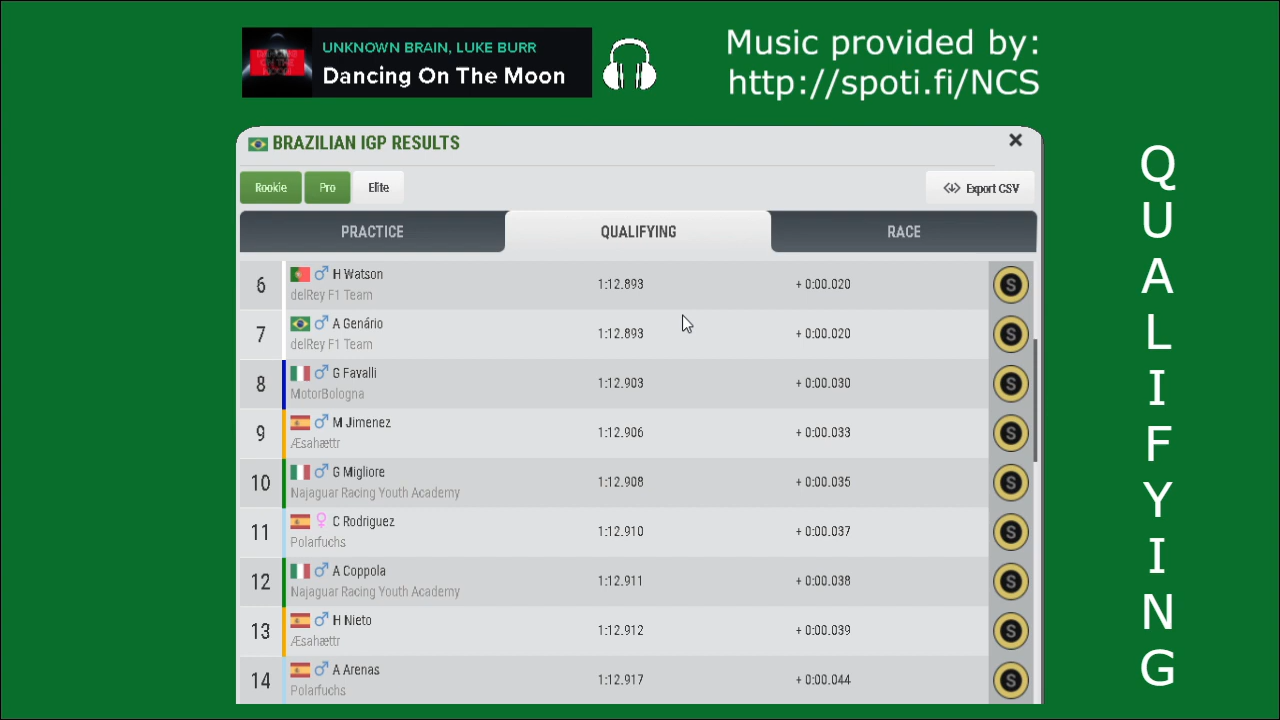 UNKNOWN BRAIN, LUKE BURR
Dancing On The Moon
Music provided by:
http://spoti.fi/NCS
BRAZILIAN IGP RESULTS
Rookie Pro Elite Export CSV
PRACTICE QUALIFYING RACE
6 H Watson 1:12.893 + 0:00.020 S
delRey F1 Team
7 A Genário 1:12.893 + 0:00.020 S
delRey F1 Team
8 G Favalli 1:12.903 + 0:00.030 S
MotorBologna
9 M Jimenez 1:12.906 + 0:00.033 S
Æsahættr
10 G Migliore 1:12.908 + 0:00.035 S
Najaguar Racing Youth Academy
11 C Rodriguez 1:12.910 + 0:00.037 S
Polarfuchs
12 A Coppola 1:12.911 + 0:00.038 S
Najaguar Racing Youth Academy
13 H Nieto 1:12.912 + 0:00.039 S
Æsahættr
14 A Arenas 1:12.917 + 0:00.044 S
Polarfuchs
QUALIFYING